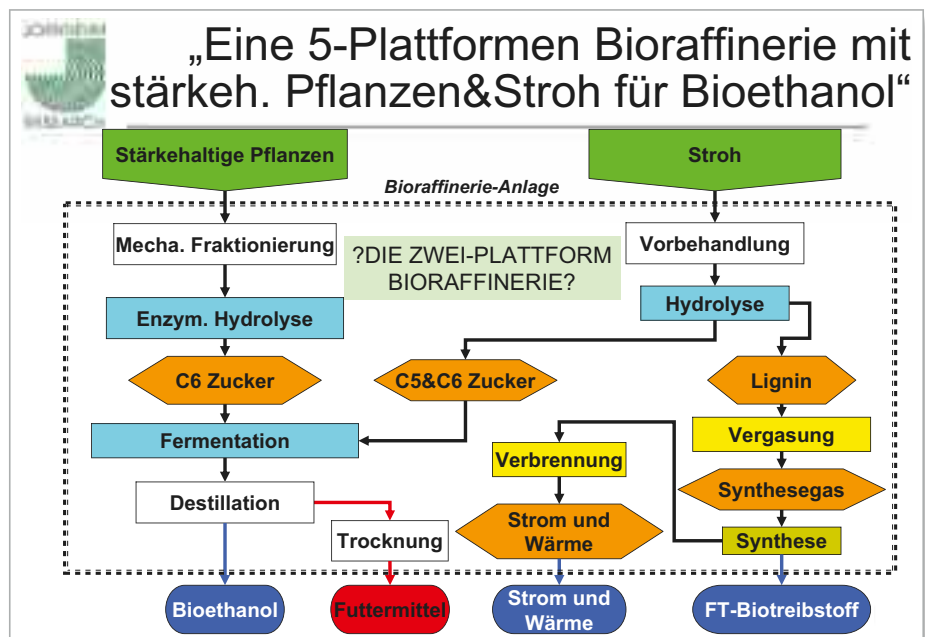 „Eine 5-Plattformen Bioraffinerie mit
stärkeh. Pflanzen&Stroh für Bioethanol“
Stärkehaltige Pflanzen
Stroh
Bioraffinerie-Anlage
Mecha. Fraktionierung
?DIE ZWEI-PLATTFORM
BIORAFFINERIE?
Vorbehandlung
Enzym. Hydrolyse
Hydrolyse
C6 Zucker
C5&C6 Zucker
Lignin
Fermentation
Vergasung
Verbrennung
Destillation
Synthesegas
Strom und
Wärme
Trocknung
Synthese
Bioethanol
Futtermittel
Strom und
Wärme
FT-Biotreibstoff